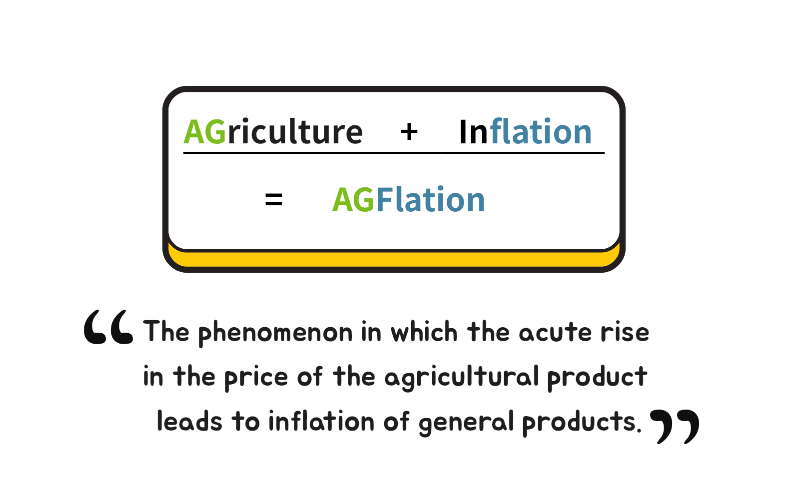 AGriculture + Inflation
= AGFlation
“ The phenomenon in which the acute rise
in the price of the agricultural product
leads to inflation of general products. ”